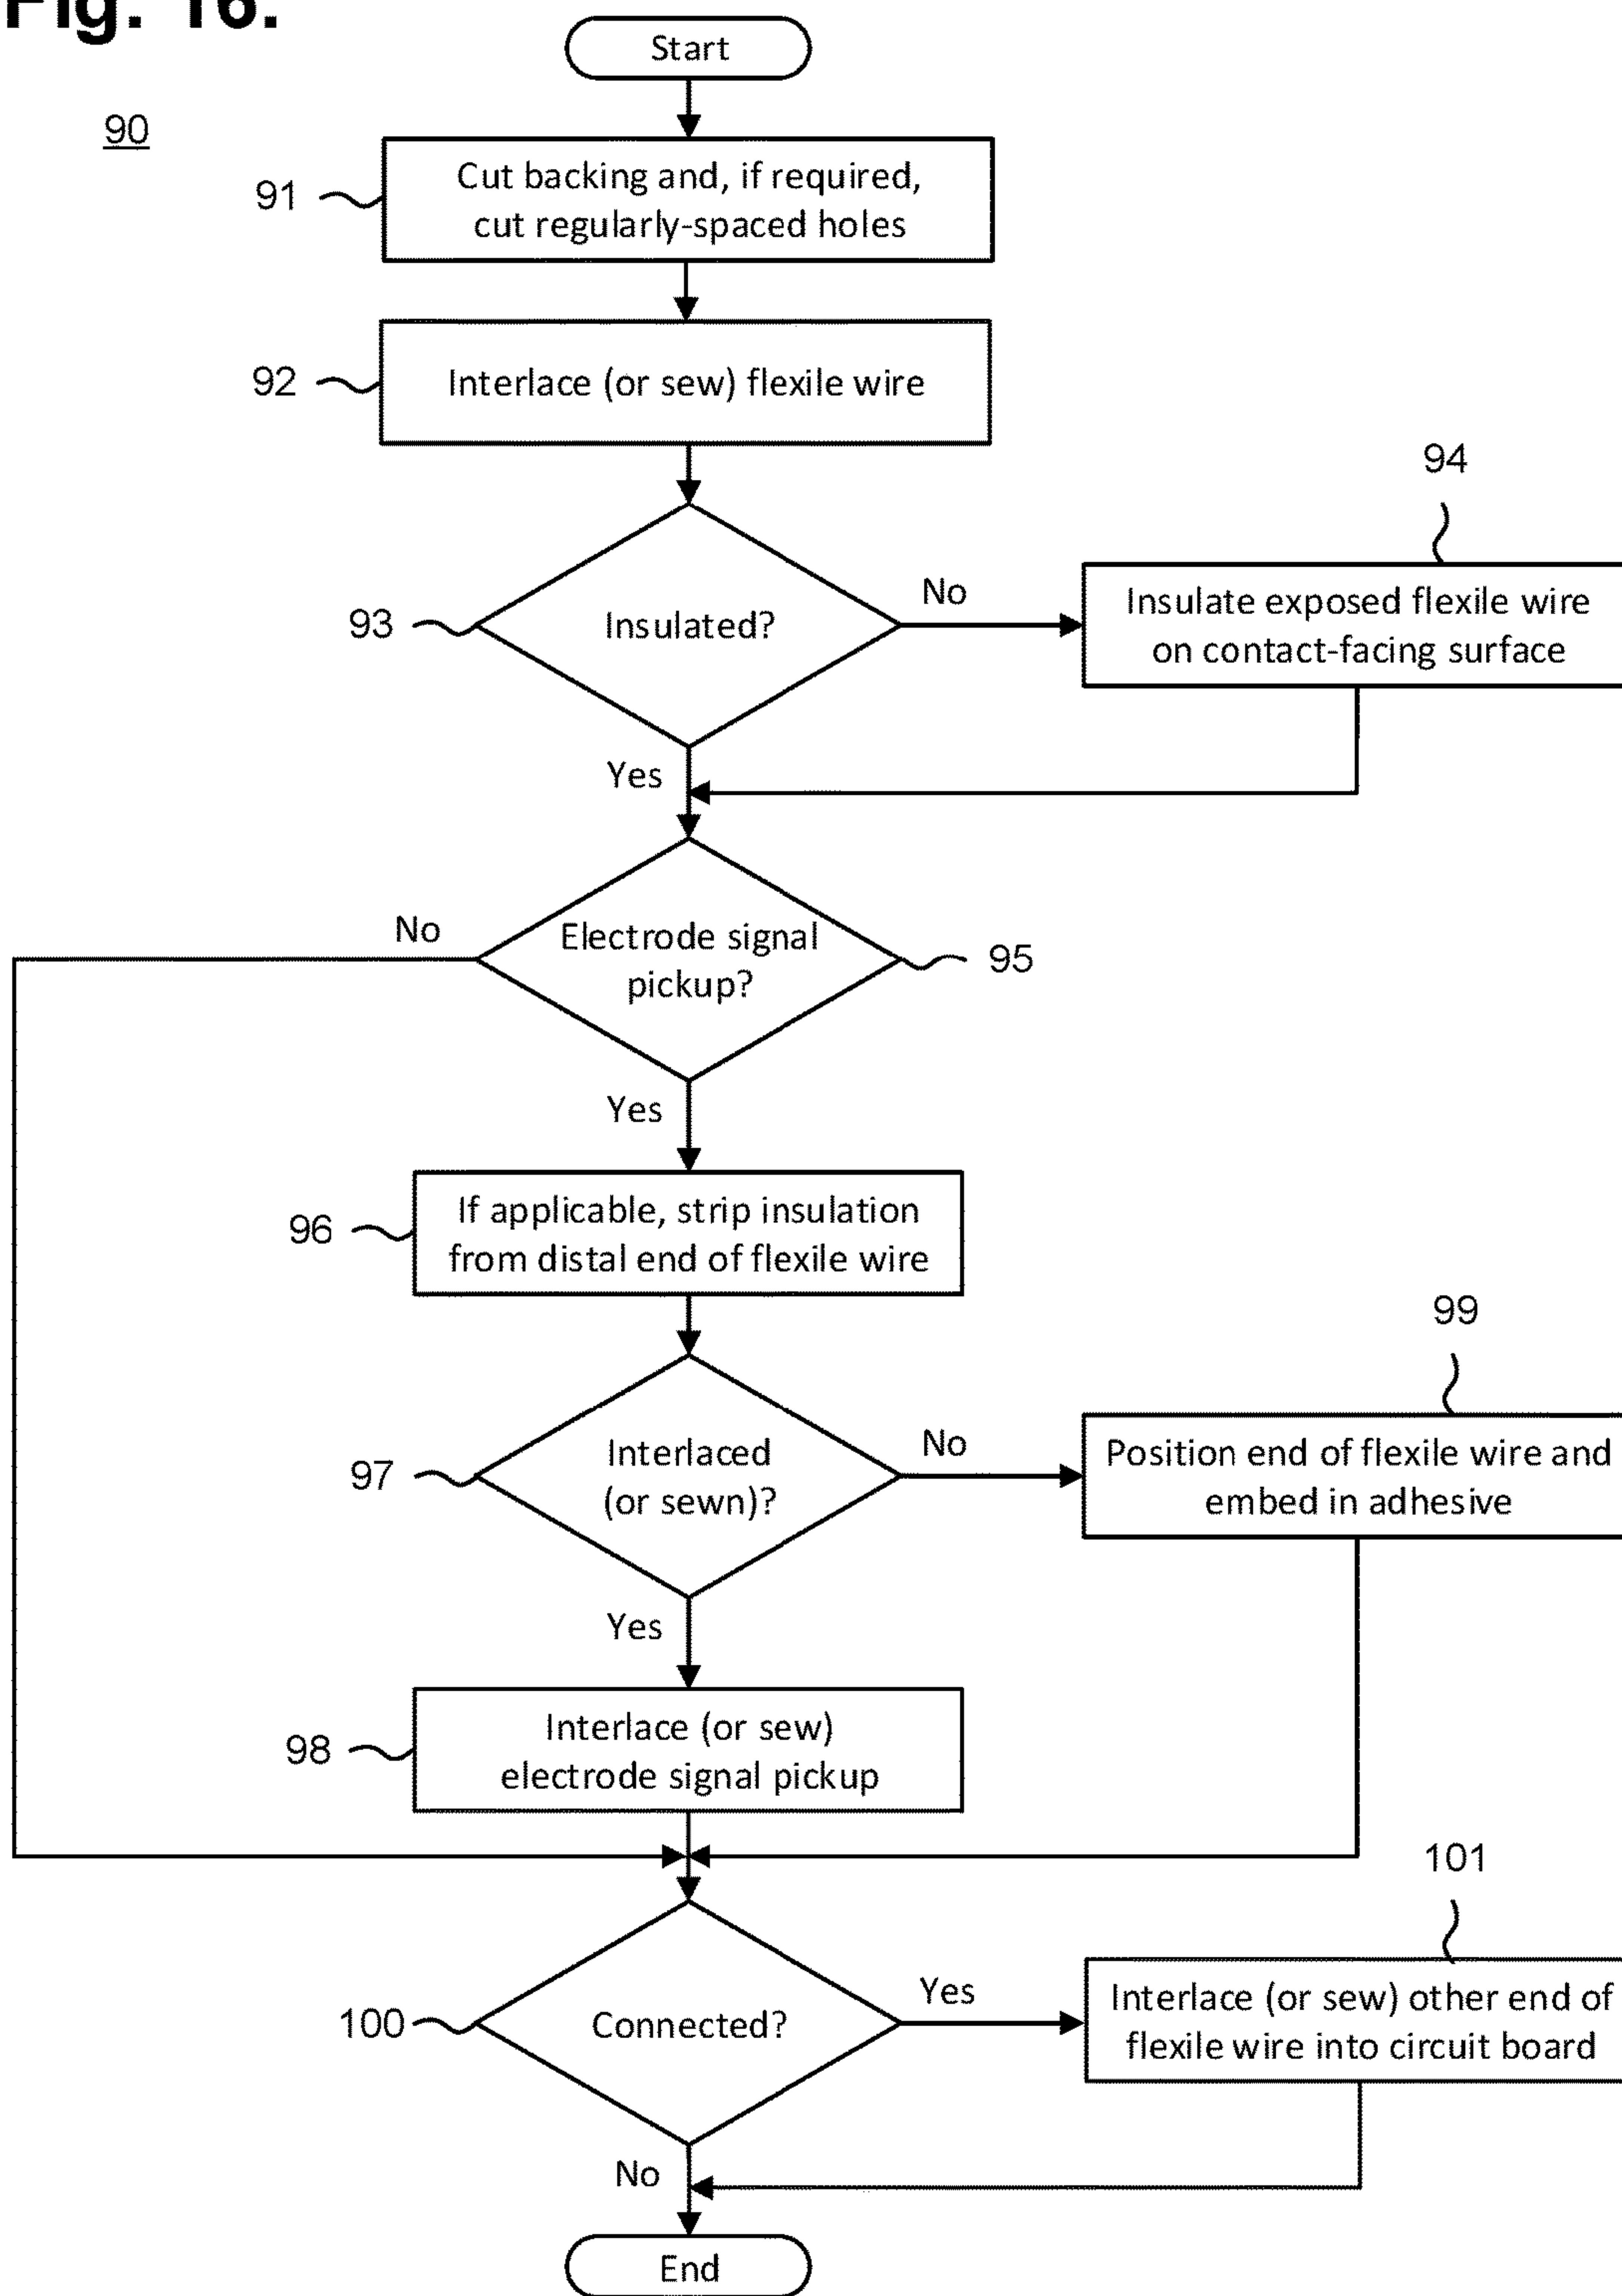 Fig. 16.
Start
90
91
Cut backing and, if required,
cut regularly-spaced holes
92
Interlace (or sew) flexile wire
94
93
Insulated?
No
Insulate exposed flexile wire
on contact-facing surface
Yes
No
Electrode signal
pickup?
95
Yes
96
If applicable, strip insulation
from distal end of flexile wire
99
97
Interlaced
(or sewn)?
No
Position end of flexile wire and
embed in adhesive
Yes
98
Interlace (or sew)
electrode signal pickup
101
100
Connected?
Yes
Interlace (or sew) other end of
flexile wire into circuit board
No
End